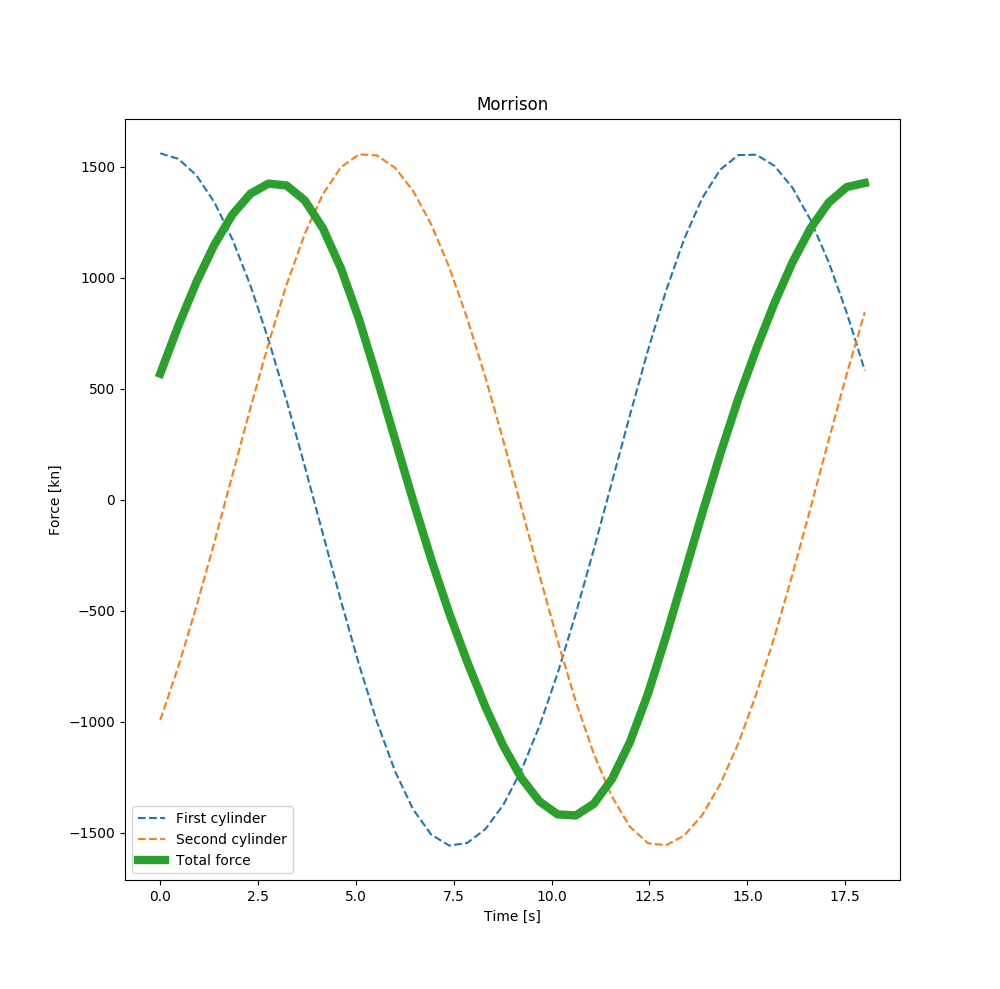 Morrison
1500
1000
500
0
−500
−1000
−1500
Force [kn]
First cylinder
Second cylinder
Total force
0.0 2.5 5.0 7.5 10.0 12.5 15.0 17.5
Time [s]